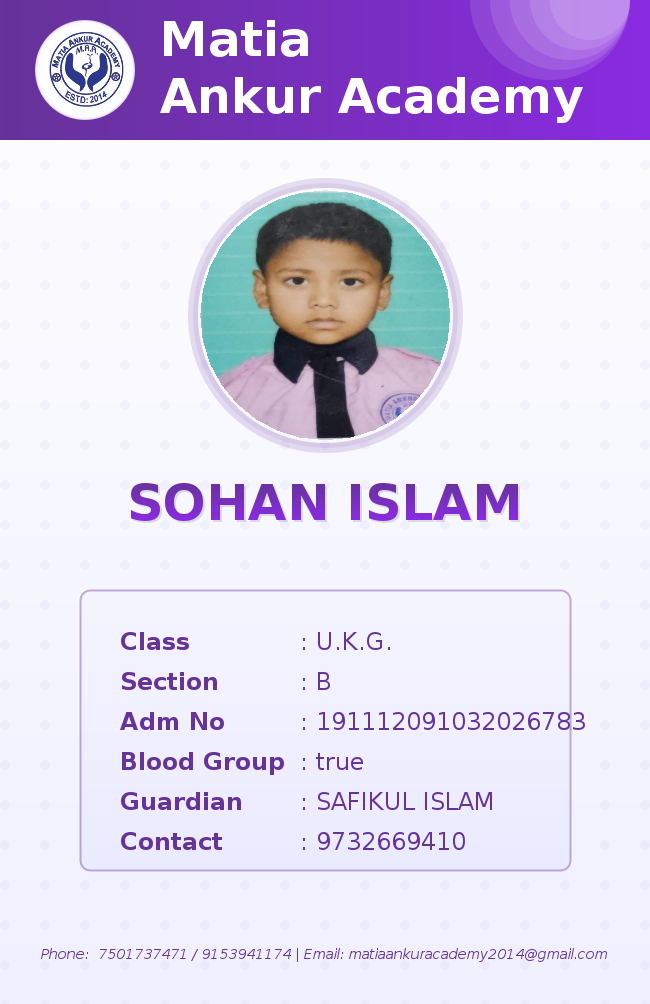 Matia
Ankur Academy
MATIA ANKUR ACADEMY
M.A.A.
ESTD: 2014
SOHAN ISLAM
Class : U.K.G.
Section : B
Adm No : 191112091032026783
Blood Group : true
Guardian : SAFIKUL ISLAM
Contact : 9732669410
Phone: 7501737471 / 9153941174 | Email: matiaankuracademy2014@gmail.com